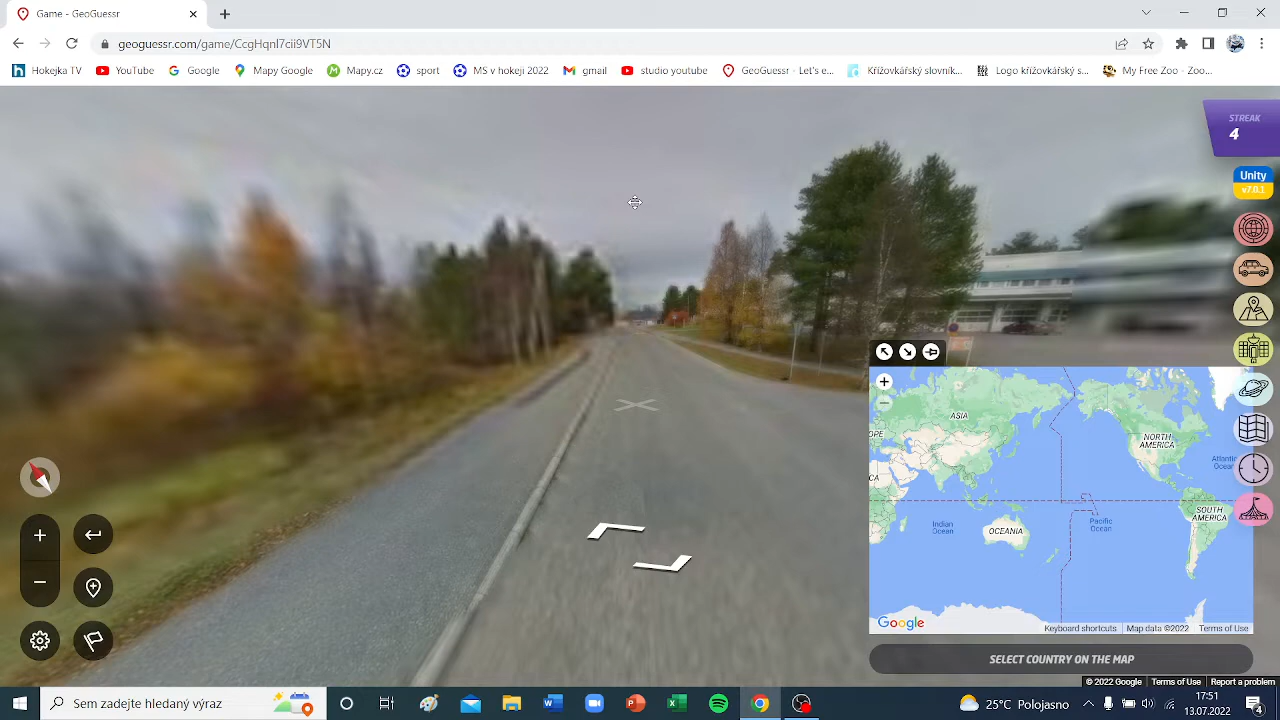 Game - GeoGuessr
geoguessr.com/game/CcgHqnI7cii9VT5N
Hokejka TV
YouTube
Google
Mapy Google
Mapy.cz
sport
MS v hokeji 2022
gmail
studio youtube
GeoGuessr - Let's e...
Křížovkářský slovník...
Logo křížovkářský s...
My Free Zoo - Zoo...
STREAK
4
Unity
v7.0.1
ASIA
NORTH
AMERICA
Atlantic
Ocean
OPE
CA
SOUTH
AMERICA
Indian
Ocean
OCEANIA
Pacific
Ocean
Google
Keyboard shortcuts
Map data ©2022
Terms of Use
SELECT COUNTRY ON THE MAP
© 2022 Google
Terms of Use
Report a problem
Sem zadejte hledaný výraz
25°C Polojasno
17:51
13.07.2022
4